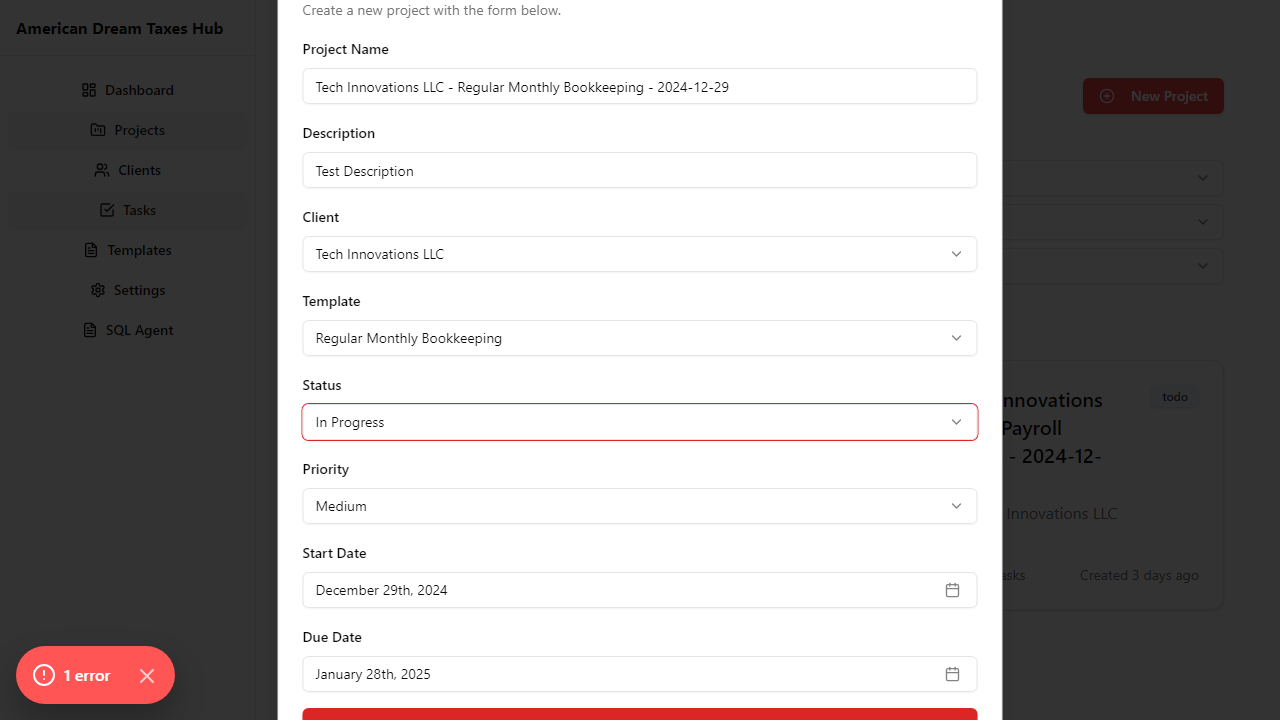 American Dream Taxes Hub
Dashboard
Projects
Clients
Tasks
Templates
Settings
SQL Agent
Create a new project with the form below.
Project Name
Tech Innovations LLC - Regular Monthly Bookkeeping - 2024-12-29
Description
Test Description
Client
Tech Innovations LLC
Template
Regular Monthly Bookkeeping
Status
In Progress
Priority
Medium
Start Date
December 29th, 2024
Due Date
January 28th, 2025
New Project
todo
nnovations
Payroll
- 2024-12-
Innovations LLC
asks
Created 3 days ago
1 error